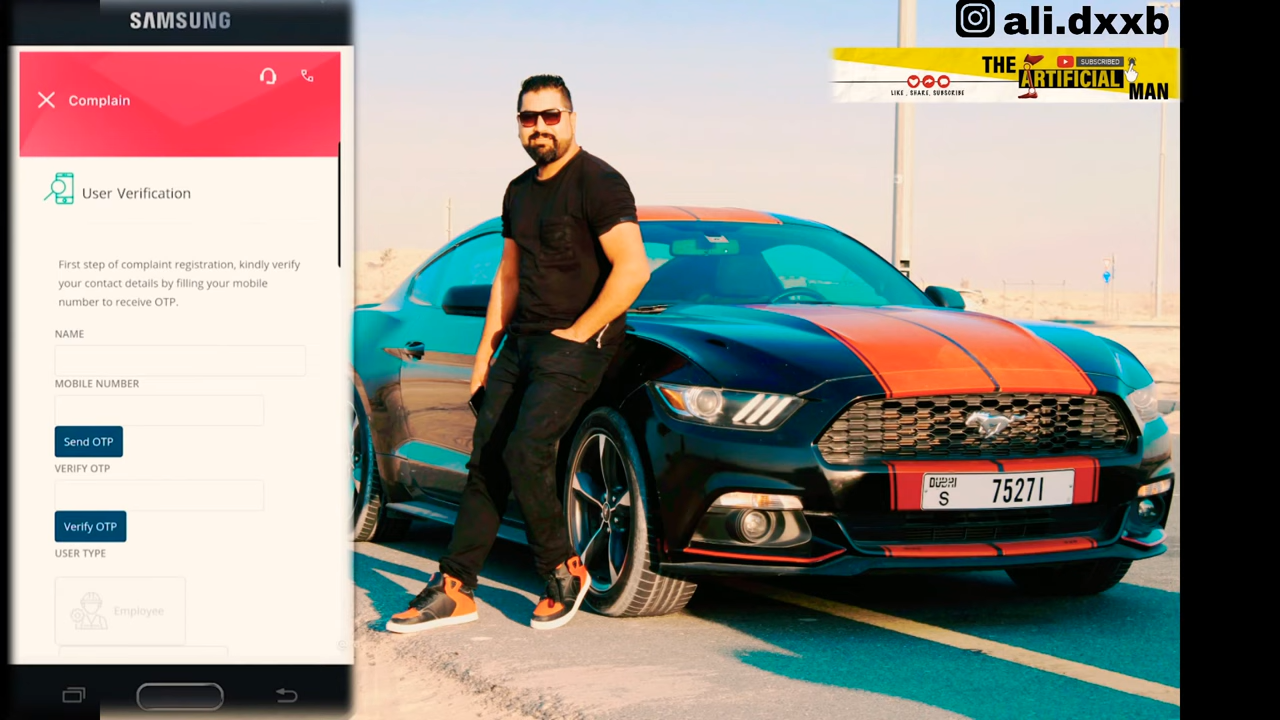 SAMSUNG
Complain
User Verification
First step of complaint registration, kindly verify
your contact details by filling your mobile
number to receive OTP.
NAME
MOBILE NUMBER
Send OTP
VERIFY OTP
Verify OTP
USER TYPE
Employee
ali.dxxb
THE
SUBSCRIBED
ARTIFICIAL
MAN
LIKE , SHARE, SUBSCRIBE
DUBAI
S
75271